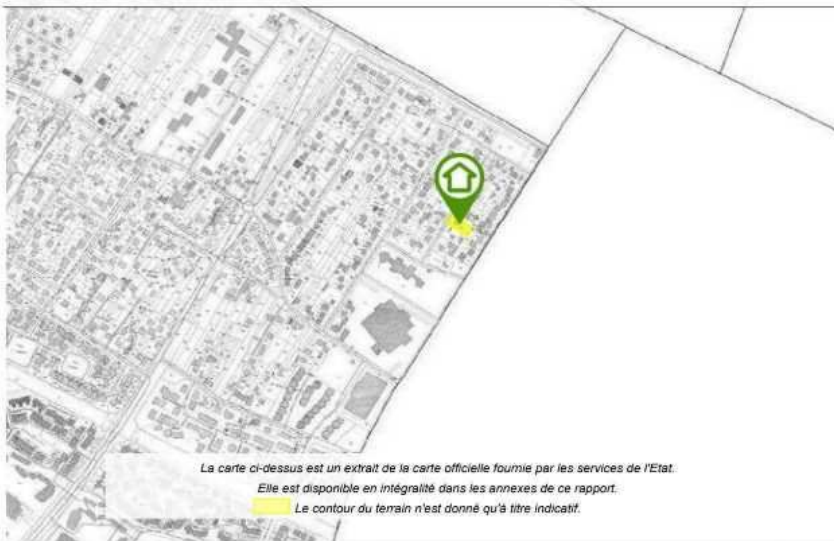 La carte ci-dessus est un extrait de la carte officielle fournie par les services de l'Etat.
Elle est disponible en intégralité dans les annexes de ce rapport.
Le contour du terrain n'est donné qu'à titre indicatif.